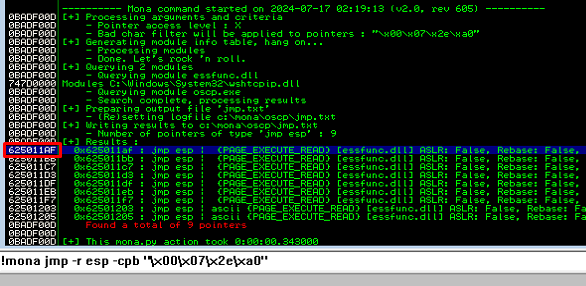 ---------- Mona command started on 2024-07-17 02:19:13 (v2.0, rev 605) ----------
0BADF00D [+] Processing arguments and criteria
0BADF00D - Pointer access level : X
0BADF00D - Bad char filter will be applied to pointers : "\x00\x07\x2e\xa0"
0BADF00D [+] Generating module info table, hang on...
0BADF00D - Processing modules
0BADF00D - Done. Let's rock 'n roll.
0BADF00D [+] Querying 2 modules
0BADF00D - Querying module essfunc.dll
747D0000 Modules C:\Windows\System32\wshtcpip.dll
0BADF00D - Querying module oscp.exe
0BADF00D - Search complete, processing results
0BADF00D [+] Preparing output file 'jmp.txt'
0BADF00D - (Re)setting logfile c:\mona\oscp\jmp.txt
0BADF00D [+] Writing results to c:\mona\oscp\jmp.txt
0BADF00D - Number of pointers of type 'jmp esp' : 9
0BADF00D [+] Results :
625011AF 0x625011af : jmp esp | {PAGE_EXECUTE_READ} [essfunc.dll] ASLR: False, Rebase: False,
625011BB 0x625011bb : jmp esp | {PAGE_EXECUTE_READ} [essfunc.dll] ASLR: False, Rebase: False,
625011C7 0x625011c7 : jmp esp | {PAGE_EXECUTE_READ} [essfunc.dll] ASLR: False, Rebase: False,
625011D3 0x625011d3 : jmp esp | {PAGE_EXECUTE_READ} [essfunc.dll] ASLR: False, Rebase: False,
625011DF 0x625011df : jmp esp | {PAGE_EXECUTE_READ} [essfunc.dll] ASLR: False, Rebase: False,
625011EB 0x625011eb : jmp esp | {PAGE_EXECUTE_READ} [essfunc.dll] ASLR: False, Rebase: False,
625011F7 0x625011f7 : jmp esp | {PAGE_EXECUTE_READ} [essfunc.dll] ASLR: False, Rebase: False,
62501203 0x62501203 : jmp esp | ascii {PAGE_EXECUTE_READ} [essfunc.dll] ASLR: False, Reba
62501205 0x62501205 : jmp esp | ascii {PAGE_EXECUTE_READ} [essfunc.dll] ASLR: False, Reba
0BADF00D Found a total of 9 pointers
0BADF00D
0BADF00D [+] This mona.py action took 0:00:00.343000
!mona jmp -r esp -cpb "\x00\x07\x2e\xa0"